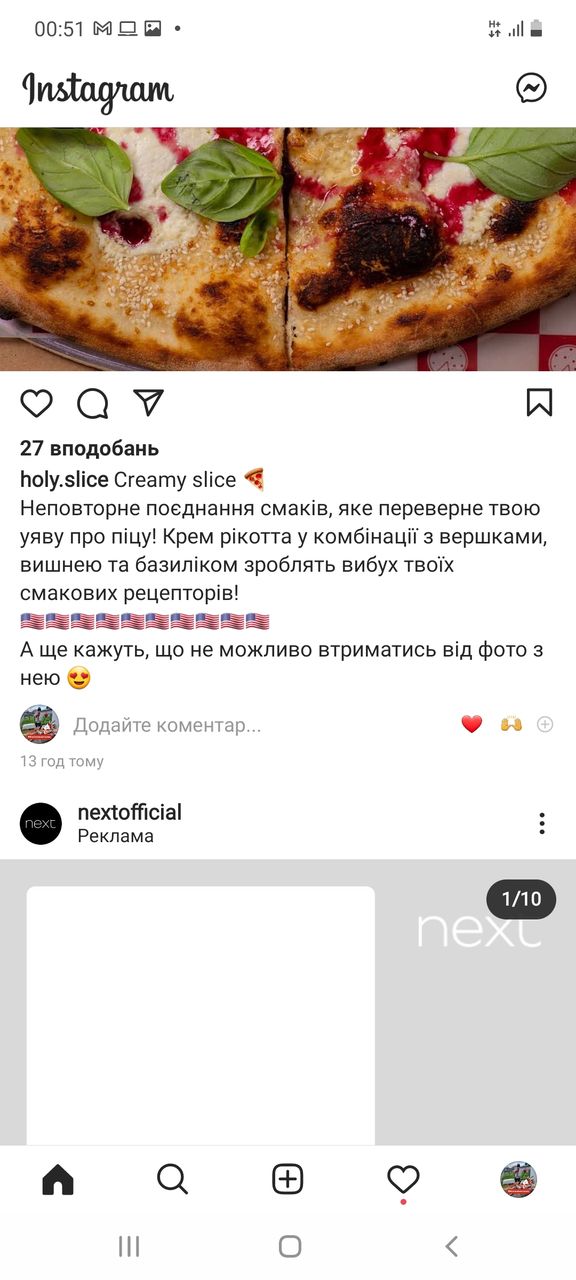 00:51
H+
Instagram
27 вподобань
holy.slice Creamy slice 🍕
Неповторне поєднання смаків, яке переверне твою
уяву про піцу! Крем рікотта у комбінації з вершками,
вишнею та базиліком зроблять вибух твоїх
смакових рецепторів!
🇺🇸🇺🇸🇺🇸🇺🇸🇺🇸🇺🇸🇺🇸🇺🇸🇺🇸🇺🇸
А ще кажуть, що не можливо втриматись від фото з
нею 😍
Додайте коментар...
13 год тому
next
nextofficial
Реклама
1/10
next